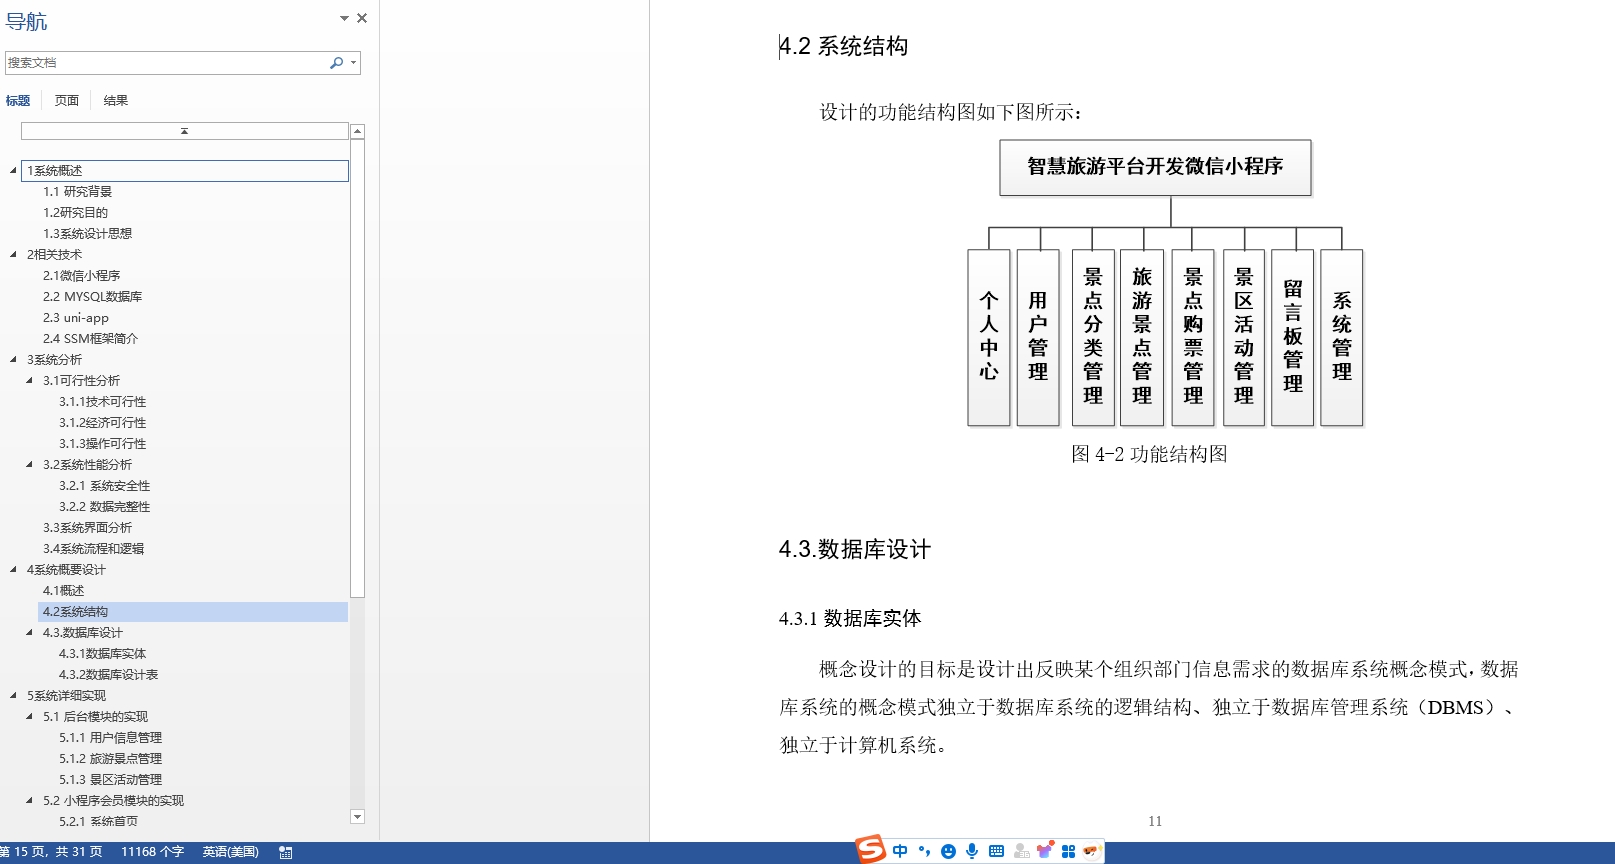 导航
搜索文档
标题 页面 结果
1系统概述
1.1 研究背景
1.2研究目的
1.3系统设计思想
2相关技术
2.1微信小程序
2.2 MYSQL数据库
2.3 uni-app
2.4 SSM框架简介
3系统分析
3.1可行性分析
3.1.1技术可行性
3.1.2经济可行性
3.1.3操作可行性
3.2系统性能分析
3.2.1 系统安全性
3.2.2 数据完整性
3.3系统界面分析
3.4系统流程和逻辑
4系统概要设计
4.1概述
4.2系统结构
4.3.数据库设计
4.3.1数据库实体
4.3.2数据库设计表
5系统详细实现
5.1 后台模块的实现
5.1.1 用户信息管理
5.1.2 旅游景点管理
5.1.3 景区活动管理
5.2 小程序会员模块的实现
5.2.1 系统首页
4.2 系统结构
设计的功能结构图如下图所示：
智慧旅游平台开发微信小程序
个人中心
用户管理
景点分类管理
旅游景点管理
景点购票管理
景区活动管理
留言板管理
系统管理
图 4-2 功能结构图
4.3.数据库设计
4.3.1 数据库实体
概念设计的目标是设计出反映某个组织部门信息需求的数据库系统概念模式，数据
库系统的概念模式独立于数据库系统的逻辑结构、独立于数据库管理系统（DBMS）、
独立于计算机系统。
11
第 15 页，共 31 页 11168 个字 英语(美国)
S 中